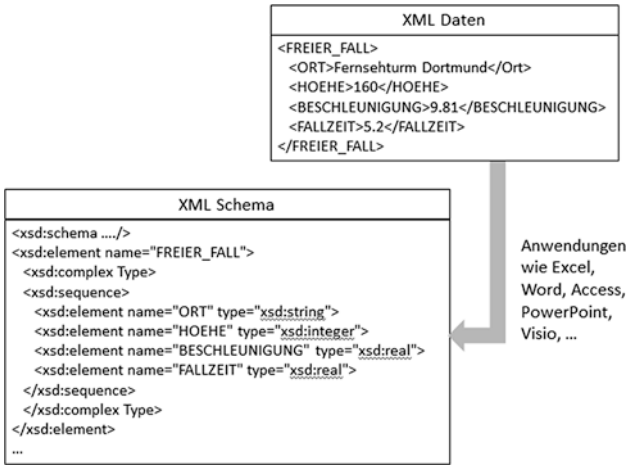 XML Daten
<FREIER_FALL>
<ORT>Fernsehturm Dortmund</Ort>
<HOEHE>160</HOEHE>
<BESCHLEUNIGUNG>9.81</BESCHLEUNIGUNG>
<FALLZEIT>5.2</FALLZEIT>
</FREIER_FALL>
XML Schema
<xsd:schema ..../>
<xsd:element name="FREIER_FALL">
<xsd:complex Type>
<xsd:sequence>
<xsd:element name="ORT" type="xsd:string">
<xsd:element name="HOEHE" type="xsd:integer">
<xsd:element name="BESCHLEUNIGUNG" type="xsd:real">
<xsd:element name="FALLZEIT" type="xsd:real">
</xsd:sequence>
</xsd:complex Type>
</xsd:element>
...
Anwendungen
wie Excel,
Word, Access,
PowerPoint,
Visio, ...